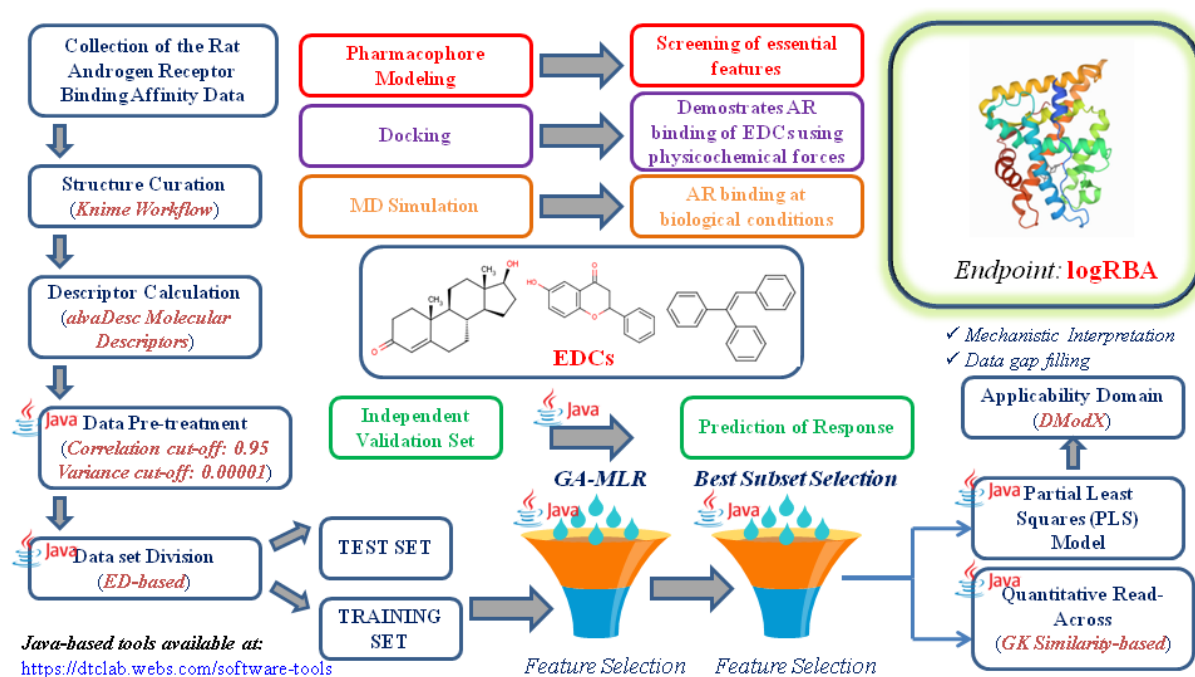 Collection of the Rat
Androgen Receptor
Binding Affinity Data
Structure Curation
(Knime Workflow)
Descriptor Calculation
(alvaDesc Molecular
Descriptors)
Java
Data Pre-treatment
(Correlation cut-off: 0.95
Variance cut-off: 0.00001)
Java
Data set Division
(ED-based)
TEST SET
TRAINING
SET
Java-based tools available at:
https://dtclab.webs.com/software-tools
Pharmacophore
Modeling
Screening of essential
features
Docking
Demostrates AR
binding of EDCs using
physicochemical forces
MD Simulation
AR binding at
biological conditions
O
CH3
CH3
OH
HO
O
O
EDCs
Independent
Validation Set
Java
Prediction of Response
GA-MLR
Best Subset Selection
Java
Java
Feature Selection
Feature Selection
Endpoint: logRBA
✓ Mechanistic Interpretation
✓ Data gap filling
Applicability Domain
(DModX)
Java
Partial Least
Squares (PLS)
Model
Java
Quantitative Read-
Across
(GK Similarity-based)